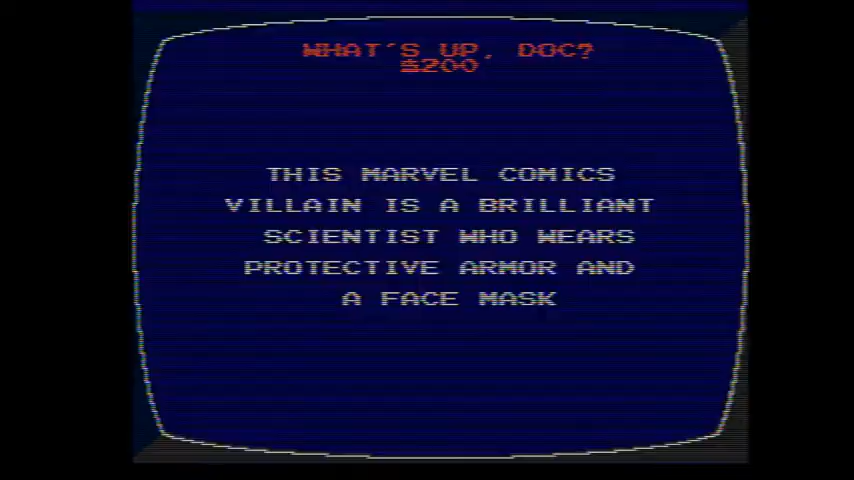 WHAT'S UP, DOC?
$200
THIS MARVEL COMICS
VILLAIN IS A BRILLIANT
SCIENTIST WHO WEARS
PROTECTIVE ARMOR AND
A FACE MASK